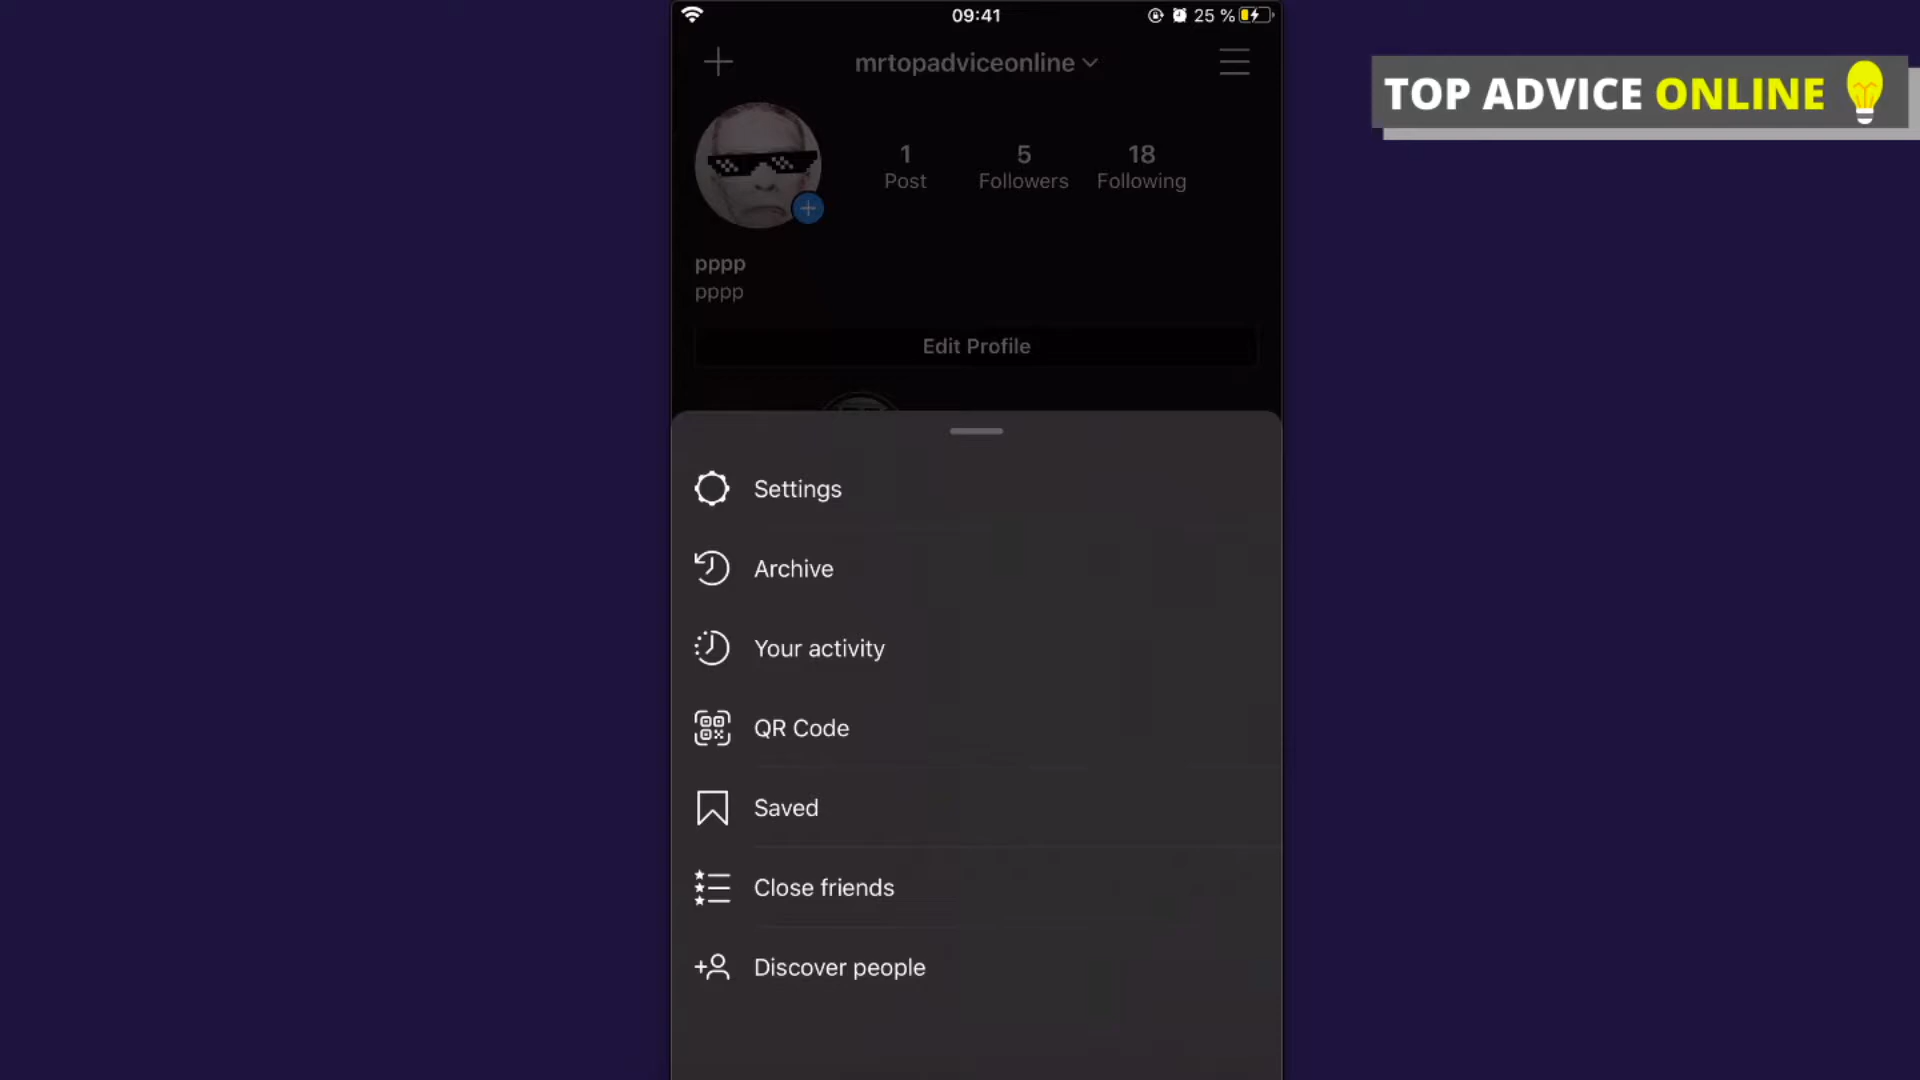 09:41
25 %
mrtopadviceonline
TOP ADVICE ONLINE
1
5
18
Post
Followers
Following
pppp
pppp
Edit Profile
Settings
Archive
Your activity
QR Code
Saved
Close friends
Discover people